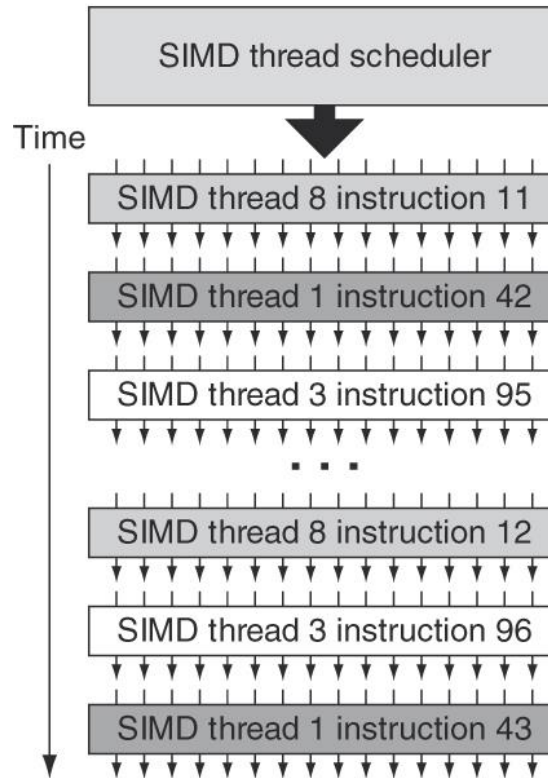 SIMD thread scheduler
Time
SIMD thread 8 instruction 11
SIMD thread 1 instruction 42
SIMD thread 3 instruction 95
. . .
SIMD thread 8 instruction 12
SIMD thread 3 instruction 96
SIMD thread 1 instruction 43